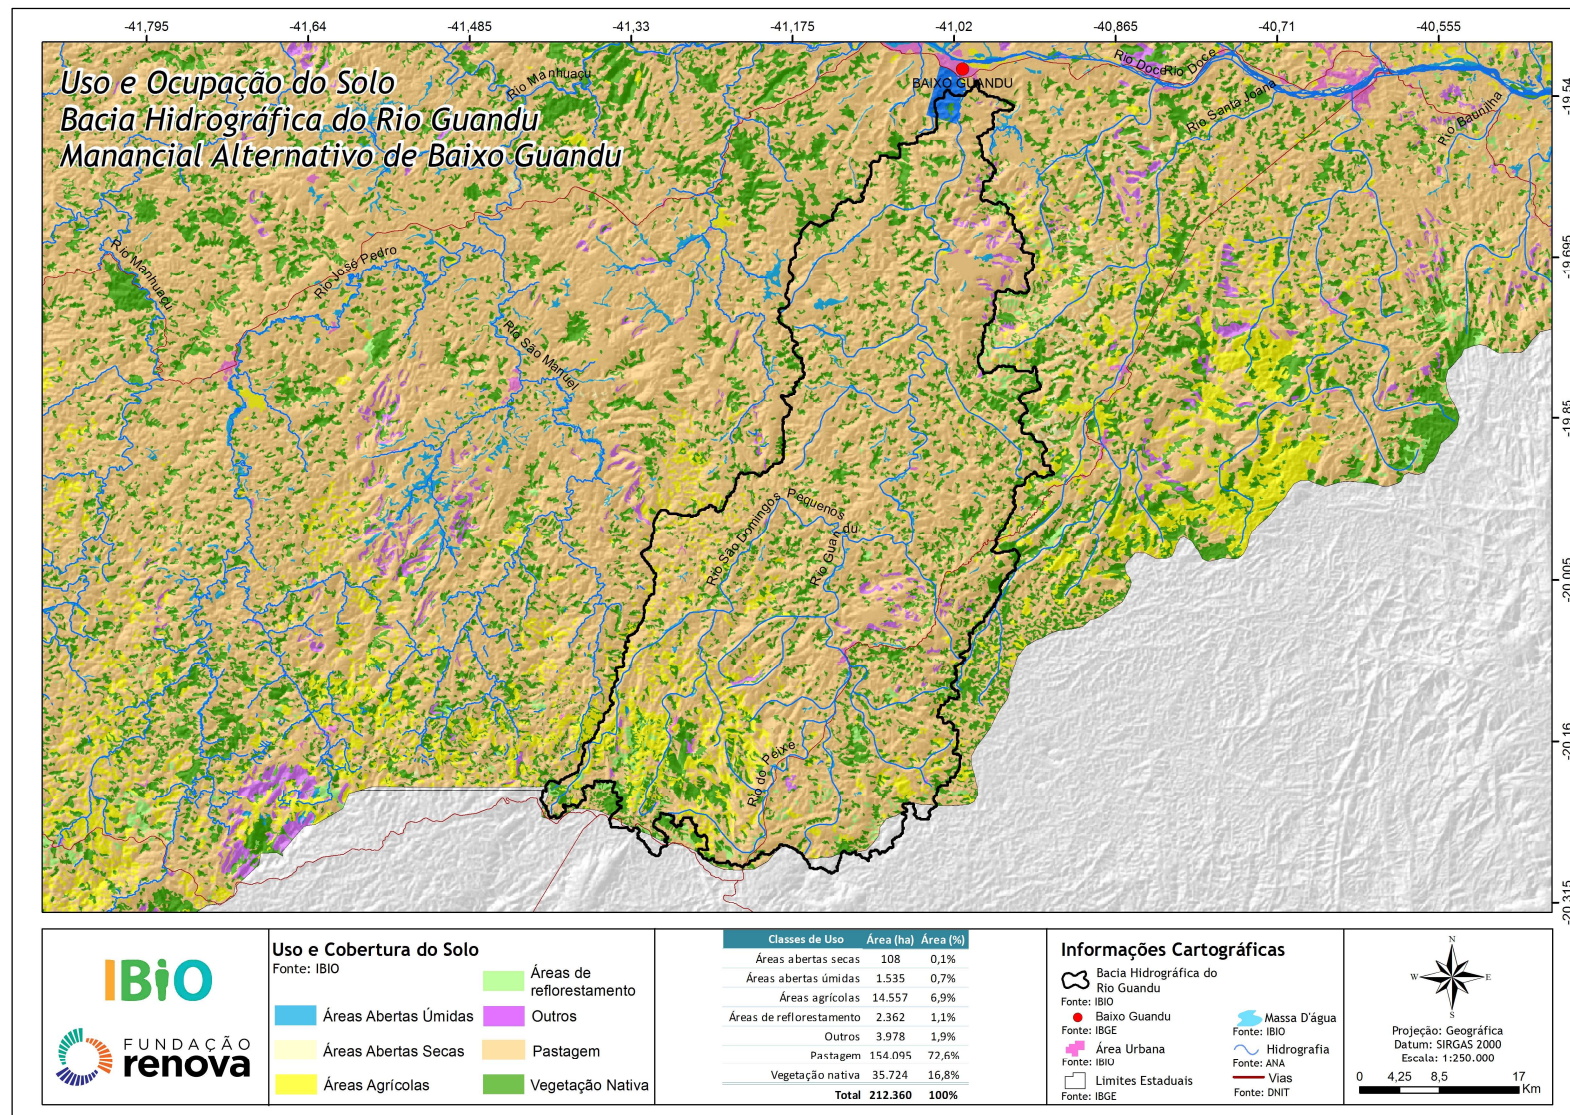 -41,795 -41,64 -41,485 -41,33 -41,175 -41,02 -40,865 -40,71 -40,555
Uso e Ocupação do Solo
Bacia Hidrográfica do Rio Guandu
Manancial Alternativo de Baixo Guandu
Rio Manhuaçu
BAIXO GUANDU
Rio Doce
Rio Doce
Rio Santa Joana
Rio Baunilha
-19,54
Rio Manhuaçu
Rio José Pedro
-19,695
Rio São Manuel
-19,85
Rio São Domingos Pequenos
Rio Guandu
-20,005
Rio do Peixe
-20,16
-20,315
IBiO
FUNDAÇÃO
renova
Uso e Cobertura do Solo
Fonte: IBIO
Áreas Abertas Úmidas
Áreas Abertas Secas
Áreas Agrícolas
Áreas de
reflorestamento
Outros
Pastagem
Vegetação Nativa
Classes de Uso Área (ha) Área (%)
Áreas abertas secas 108 0,1%
Áreas abertas úmidas 1.535 0,7%
Áreas agrícolas 14.557 6,9%
Áreas de reflorestamento 2.362 1,1%
Outros 3.978 1,9%
Pastagem 154.095 72,6%
Vegetação nativa 35.724 16,8%
Total 212.360 100%
Informações Cartográficas
Bacia Hidrográfica do
Rio Guandu
Fonte: IBIO
Baixo Guandu
Fonte: IBGE
Área Urbana
Fonte: IBIO
Limites Estaduais
Fonte: IBGE
Massa D'água
Fonte: IBIO
Hidrografia
Fonte: ANA
Vias
Fonte: DNIT
N
W E
S
Projeção: Geográfica
Datum: SIRGAS 2000
Escala: 1:250.000
0 4,25 8,5 17
Km